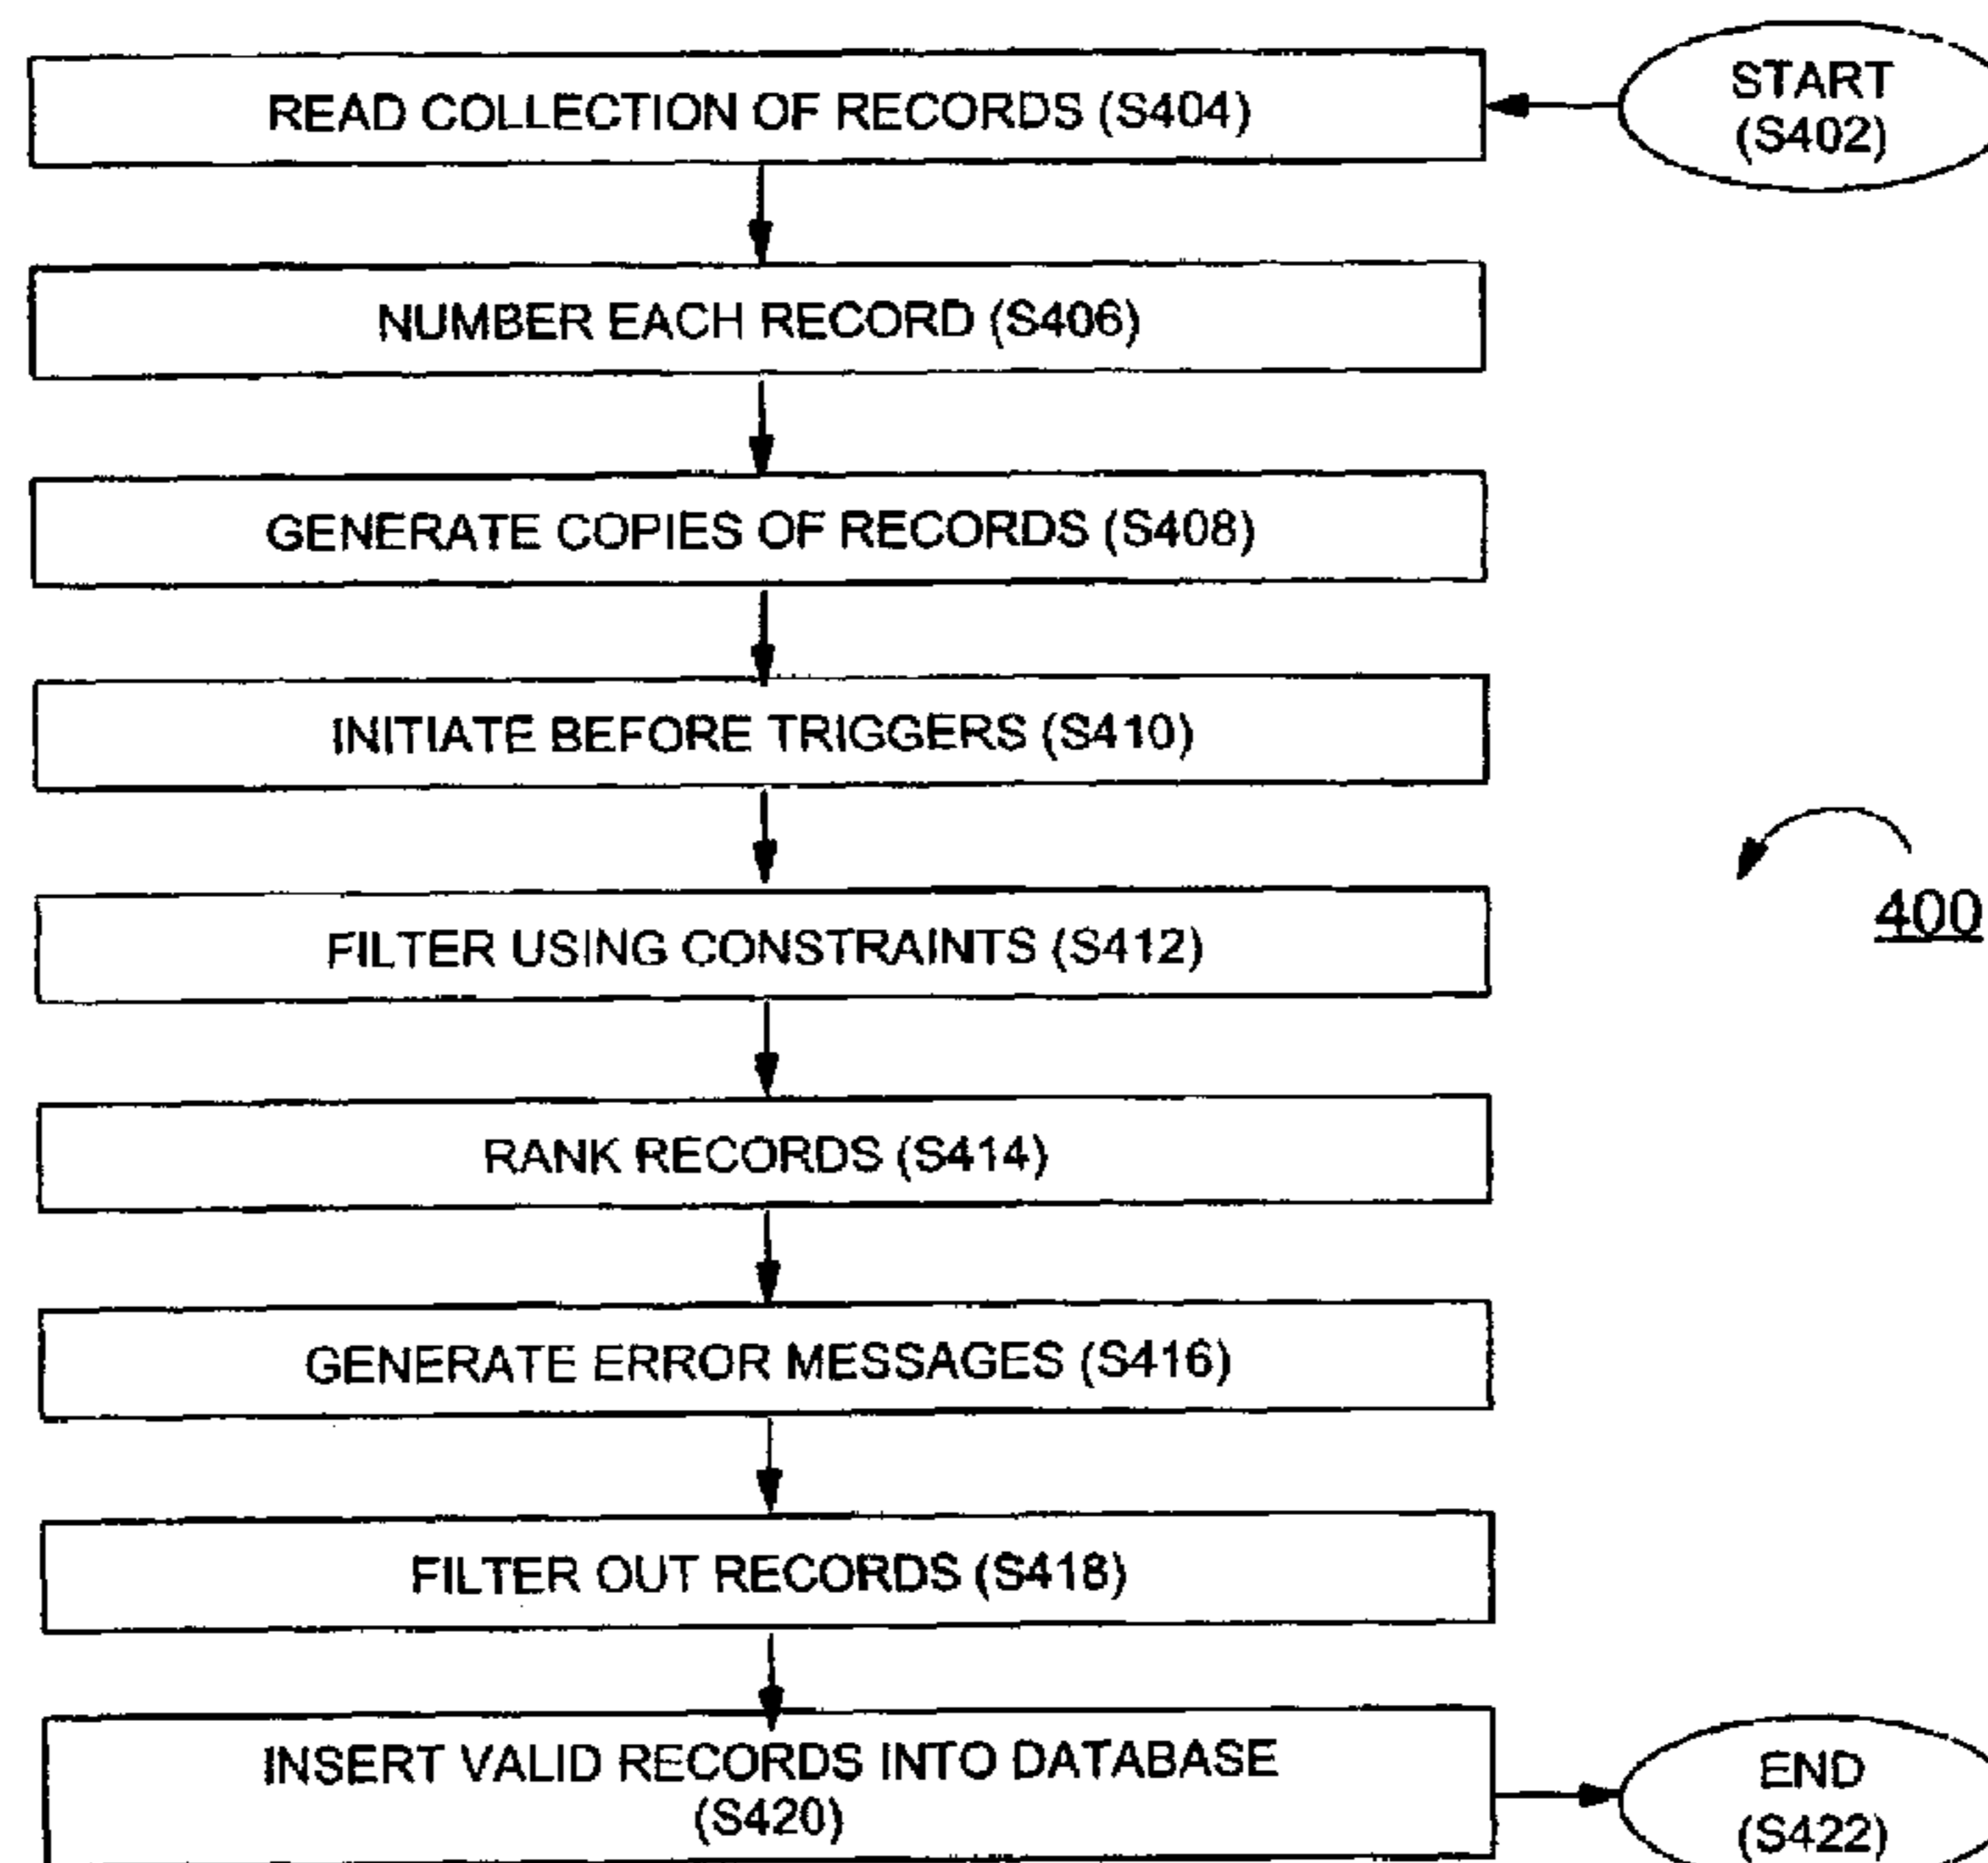 START
(S402)
READ COLLECTION OF RECORDS (S404)
NUMBER EACH RECORD (S406)
GENERATE COPIES OF RECORDS (S408)
INITIATE BEFORE TRIGGERS (S410)
FILTER USING CONSTRAINTS (S412)
400
RANK RECORDS (S414)
GENERATE ERROR MESSAGES (S416)
FILTER OUT RECORDS (S418)
INSERT VALID RECORDS INTO DATABASE
(S420)
END
(S422)